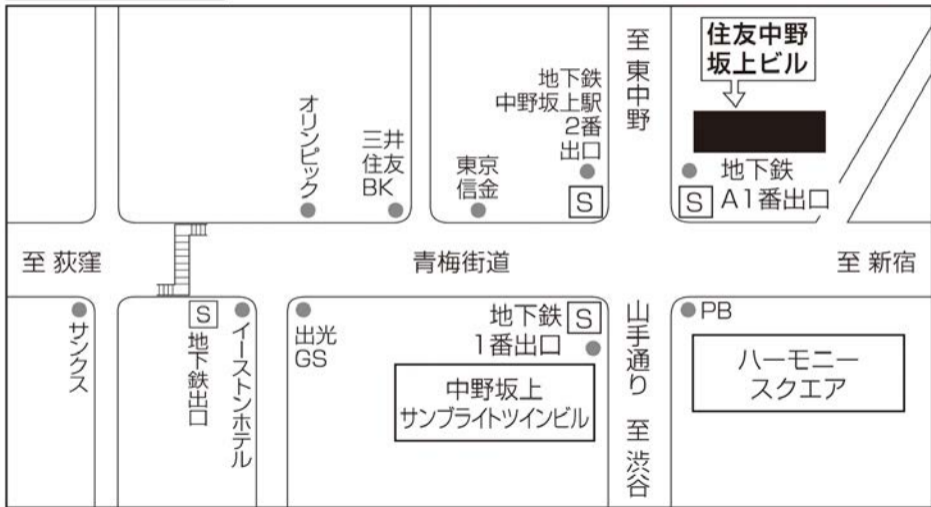 至 東中野
住友中野
坂上ビル
地下鉄
中野坂上駅
2番
出口
オリンピック
三井
住友
BK
東京
信金
S
地下鉄
S
A1番出口
至 荻窪
青梅街道
至 新宿
サンクス
S
地下鉄出口
イーストンホテル
出光
GS
地下鉄
S
1番出口
山手通り
至 渋谷
PB
中野坂上
サンブライトツインビル
ハーモニー
スクエア